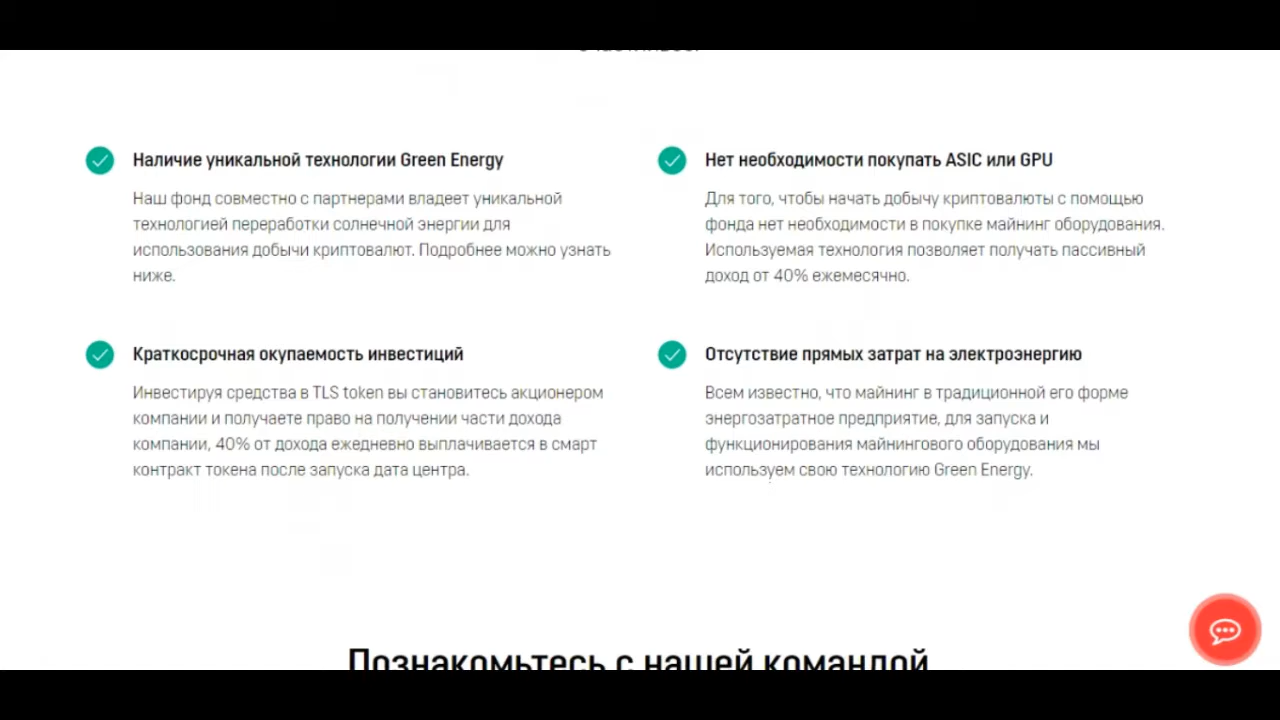 Наличие уникальной технологии Green Energy
Наш фонд совместно с партнерами владеет уникальной
технологией переработки солнечной энергии для
использования добычи криптовалют. Подробнее можно узнать
ниже.
Нет необходимости покупать ASIC или GPU
Для того, чтобы начать добычу криптовалюты с помощью
фонда нет необходимости в покупке майнинг оборудования.
Используемая технология позволяет получать пассивный
доход от 40% ежемесячно.
Краткосрочная окупаемость инвестиций
Инвестируя средства в TLS token вы становитесь акционером
компании и получаете право на получении части дохода
компании, 40% от дохода ежедневно выплачивается в смарт
контракт токена после запуска дата центра.
Отсутствие прямых затрат на электроэнергию
Всем известно, что майнинг в традиционной его форме
энергозатратное предприятие, для запуска и
функционирования майнингового оборудования мы
используем свою технологию Green Energy.
Познакомьтесь с нашей командой